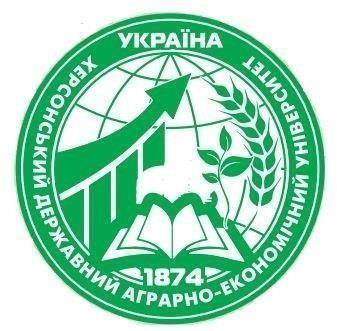 УКРАЇНА
ХЕРСОНСЬКИЙ ДЕРЖАВНИЙ АГРАРНО-ЕКОНОМІЧНИЙ УНІВЕРСИТЕТ
1874